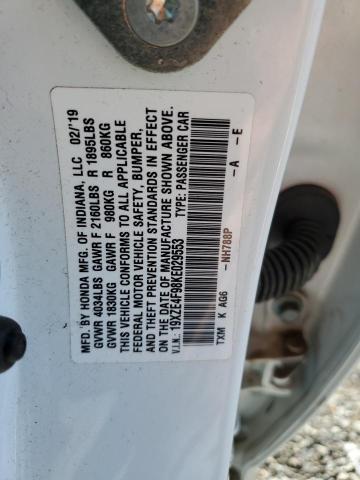 MFD. BY HONDA MFG. OF INDIANA, LLC 02/'19
GVWR 4034LBS GAWR F 2160LBS R 1895LBS
GVWR 1830KG GAWR F 980KG R 860KG
THIS VEHICLE CONFORMS TO ALL APPLICABLE
FEDERAL MOTOR VEHICLE SAFETY, BUMPER,
AND THEFT PREVENTION STANDARDS IN EFFECT
ON THE DATE OF MANUFACTURE SHOWN ABOVE.
V.I.N.: 19XZE4F98KE029553 TYPE: PASSENGER CAR
TXM K AG6 -NH788P -A -E